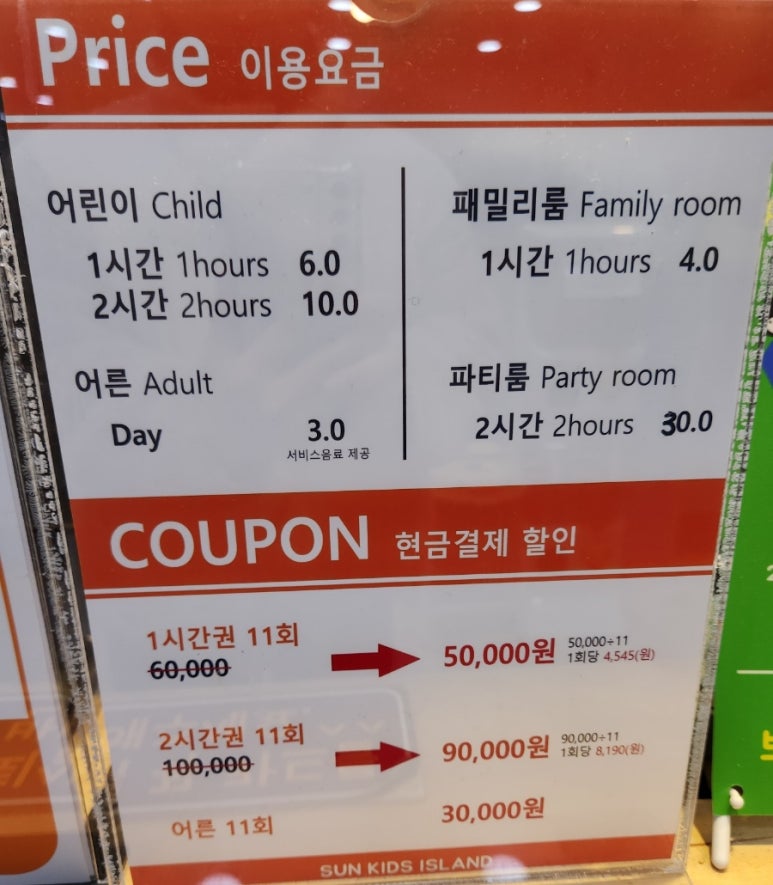 Price 이용요금
어린이 Child
1시간 1hours 6.0
2시간 2hours 10.0
어른 Adult
Day 3.0
서비스음료 제공
패밀리룸 Family room
1시간 1hours 4.0
파티룸 Party room
2시간 2hours 30.0
COUPON 현금결제 할인
1시간권 11회
60,000
50,000원
50,000÷11
1회당 4,545(원)
2시간권 11회
100,000
90,000원
90,000÷11
1회당 8,190(원)
어른 11회
30,000원
SUN KIDS ISLAND